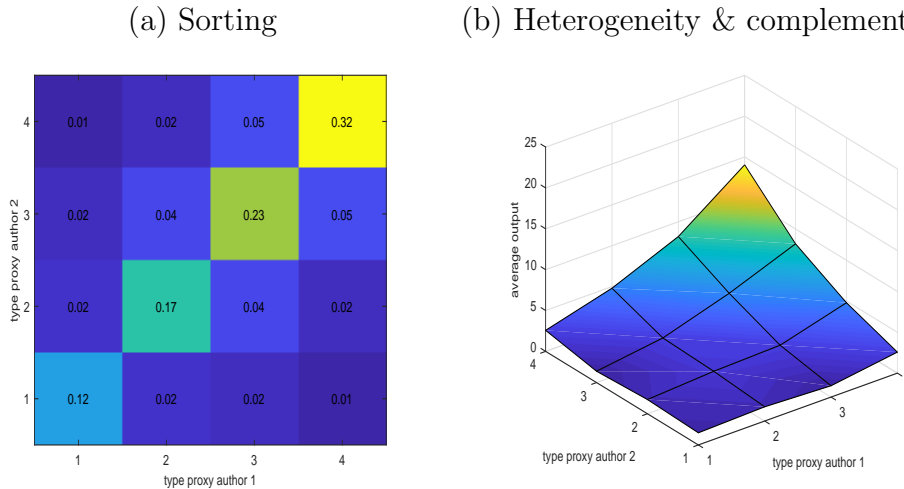 (a) Sorting
(b) Heterogeneity & complement
type proxy author 2
4
3
2
1
0.01 0.02 0.05 0.32
0.02 0.04 0.23 0.05
0.02 0.17 0.04 0.02
0.12 0.02 0.02 0.01
1 2 3 4
type proxy author 1
average output
25
20
15
10
5
0
4
3
2
1
type proxy author 2
1
2
3
type proxy author 1